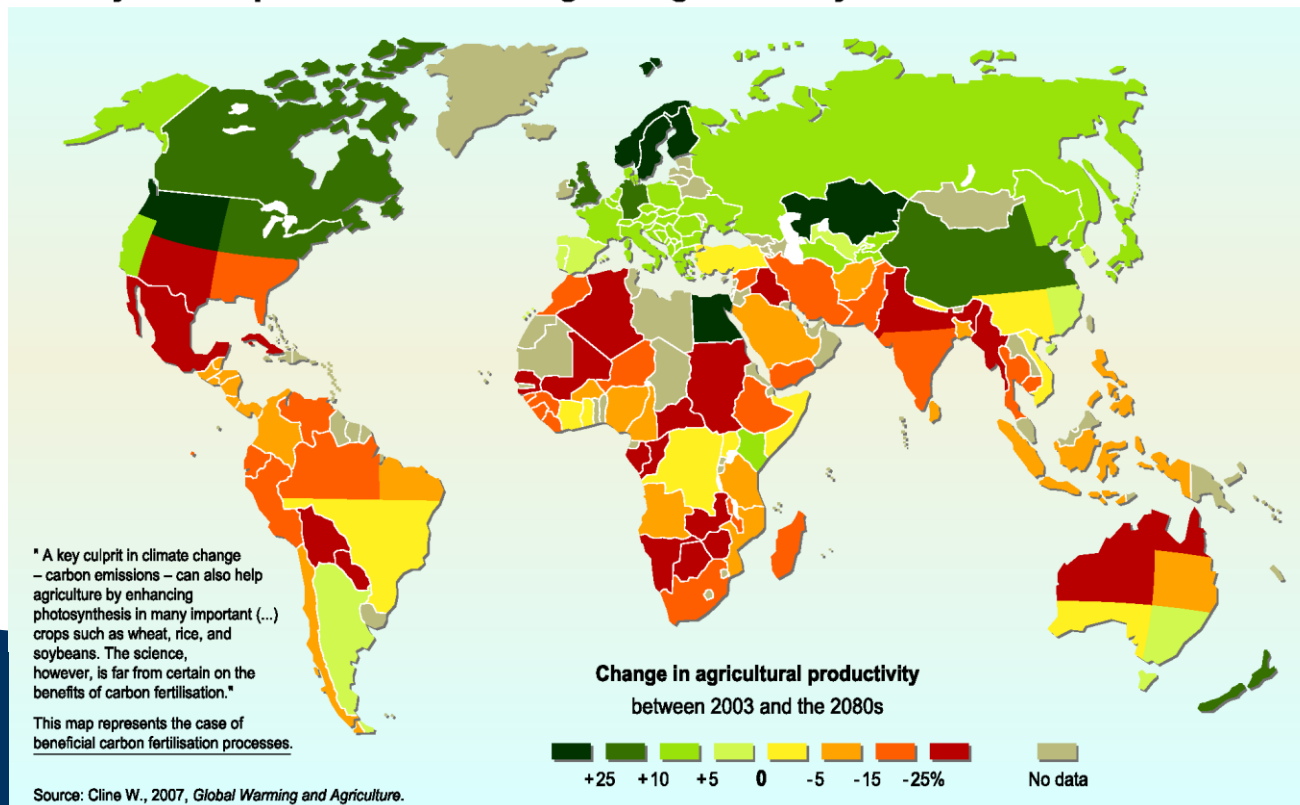 " A key culprit in climate change
– carbon emissions – can also help
agriculture by enhancing
photosynthesis in many important (...)
crops such as wheat, rice, and
soybeans. The science,
however, is far from certain on the
benefits of carbon fertilisation."
This map represents the case of
beneficial carbon fertilisation processes.
Source: Cline W., 2007, Global Warming and Agriculture.
Change in agricultural productivity
between 2003 and the 2080s
+25 +10 +5 0 -5 -15 -25% No data